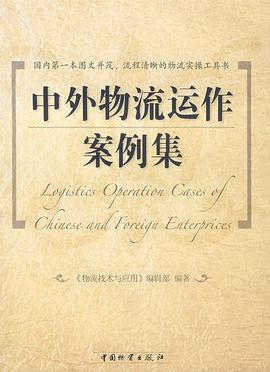 国内第一本图文并茂、流程清晰的物流实操工具书
中外物流运作
案例集
Logistics Operation Cases of
Chinese and Foreign Enterprices
《物流技术与应用》编辑部 编著
中国物资出版社